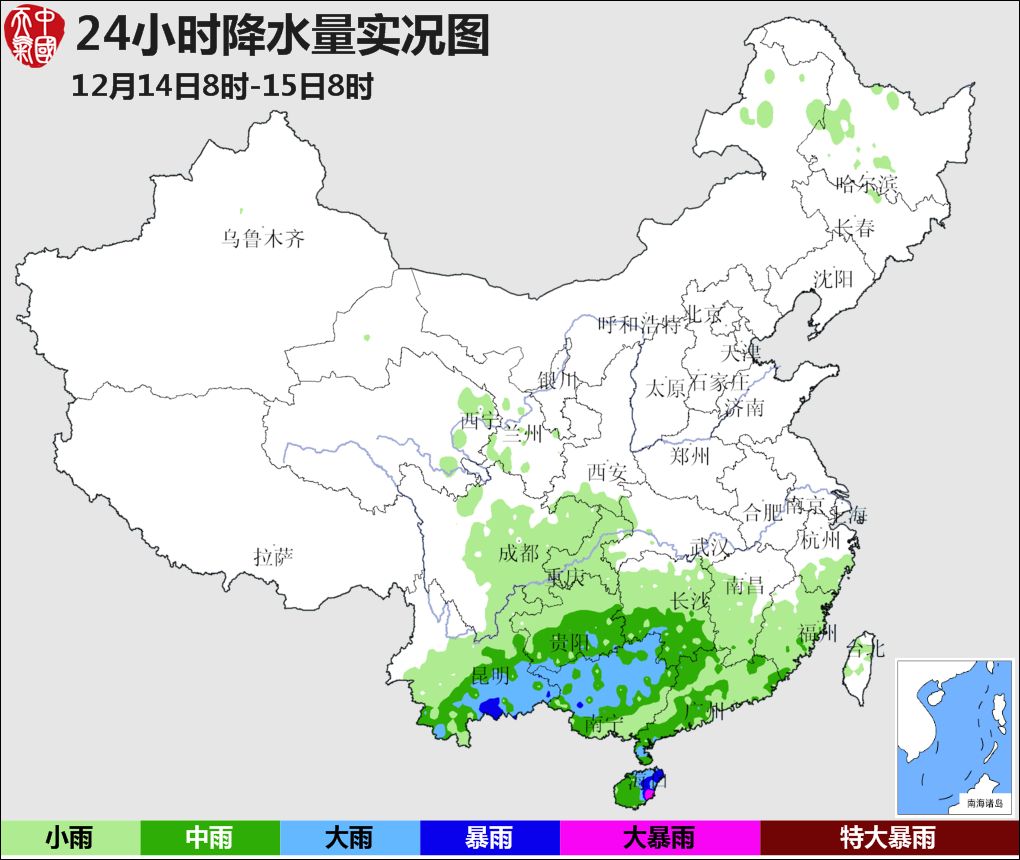 中國天氣
24小时降水量实况图
12月14日8时-15日8时
哈尔滨
长春
乌鲁木齐
沈阳
呼和浩特
北京
天津
银川
太原
石家庄
济南
西宁
兰州
郑州
西安
合肥
南京
上海
杭州
成都
武汉
拉萨
重庆
南昌
长沙
福州
贵阳
台北
昆明
广州
南宁
海口
南海诸岛
小雨
中雨
大雨
暴雨
大暴雨
特大暴雨